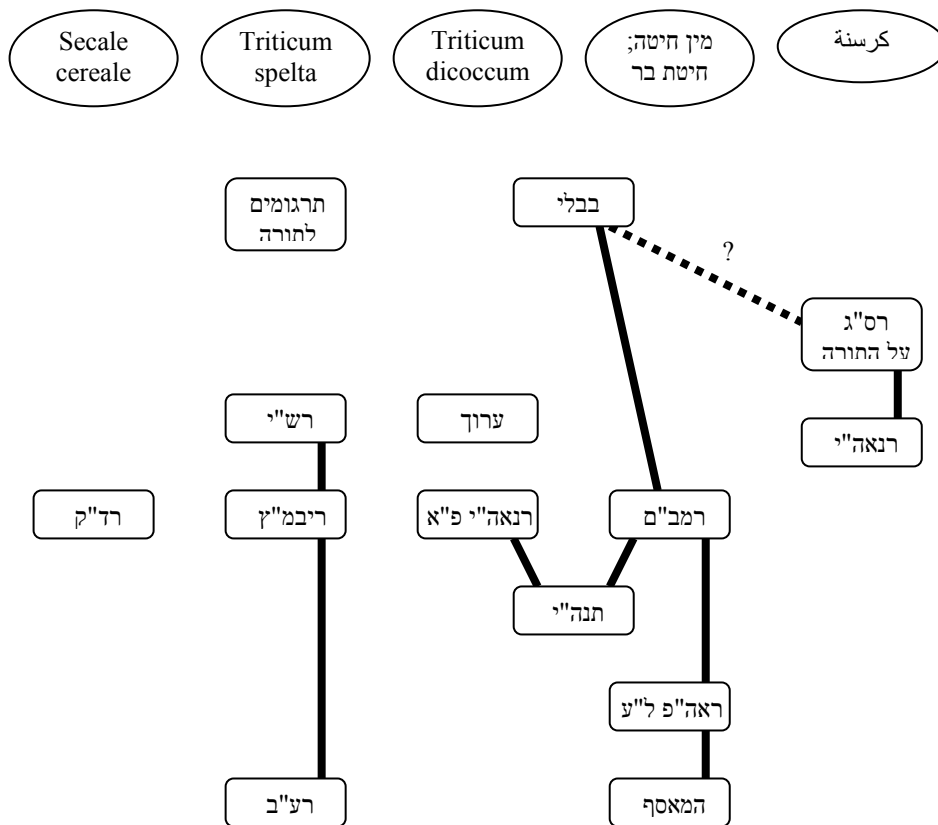 Secale
cereale
Triticum
spelta
Triticum
dicoccum
מין חיטה;
חיטת בר
كرسنة
תרגומים
לתורה
בבלי
?
רס"ג
על התורה
רש"י
ערוך
רנאה"י
רד"ק
ריבמ"ץ
רנאה"י פ"א
רמב"ם
תנה"י
ראה"פ ל"ע
רע"ב
המאסף